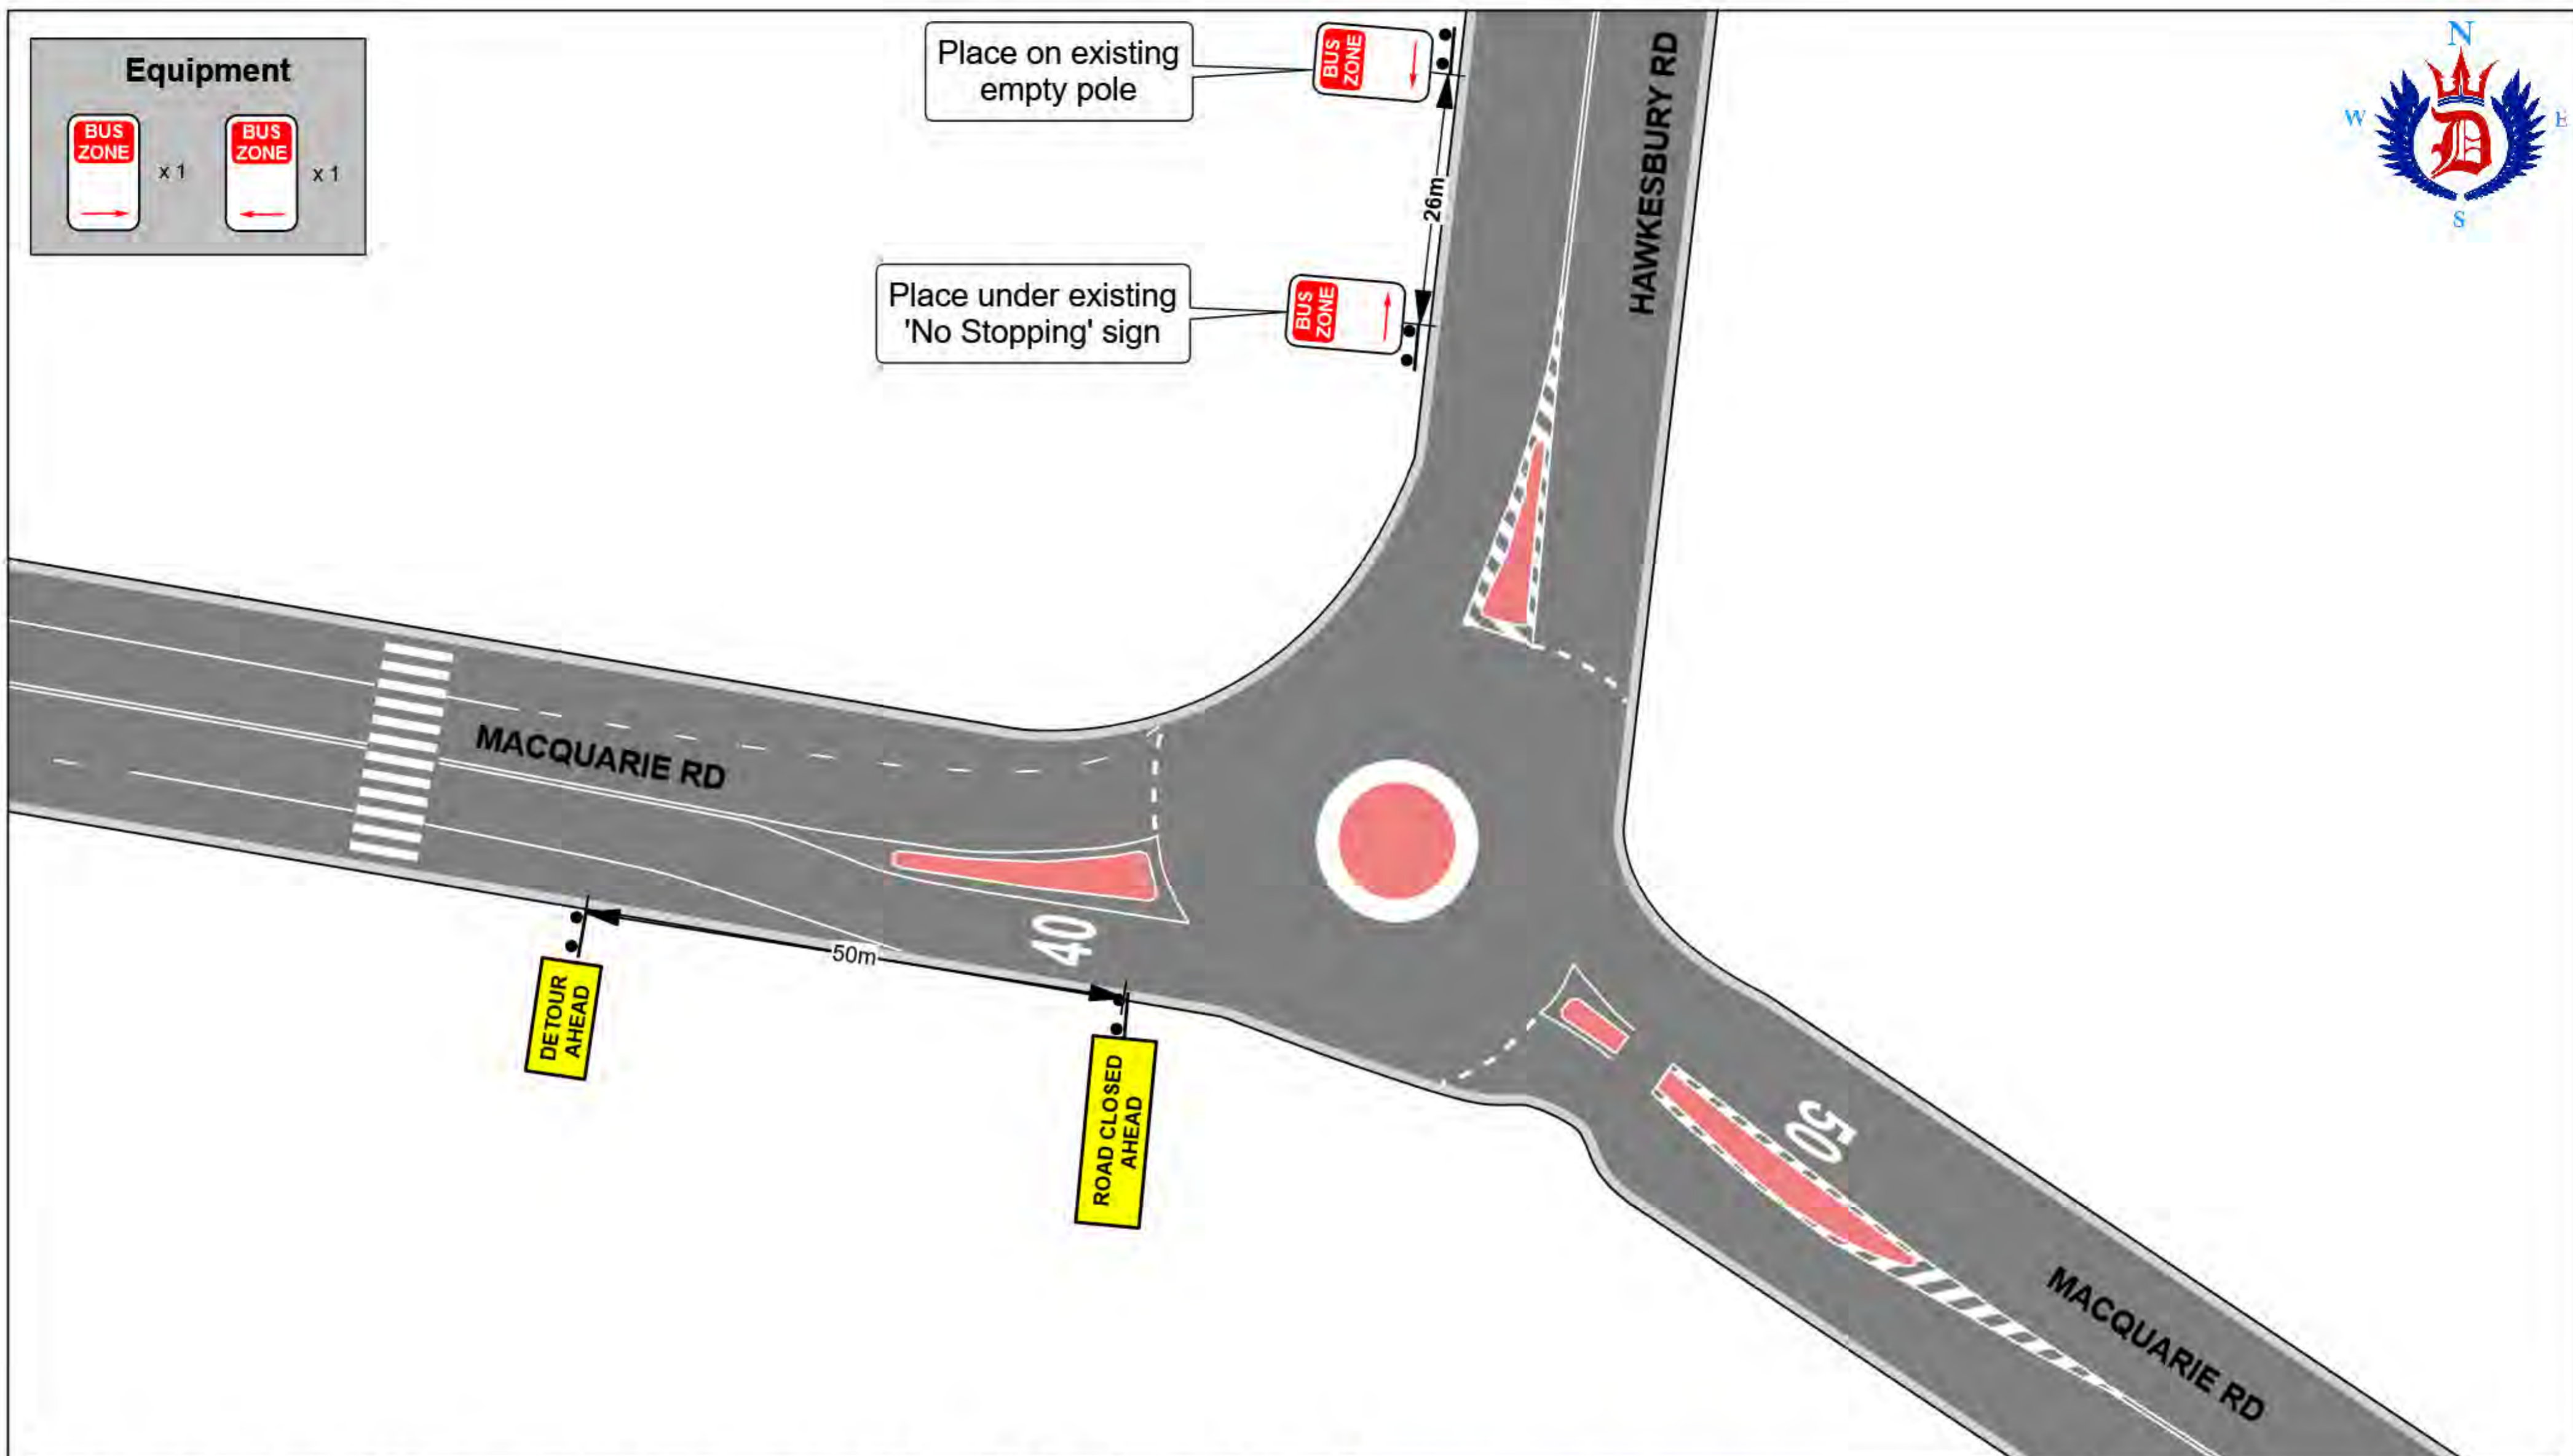 Equipment
BUS
ZONE
x 1
BUS
ZONE
x 1
Place on existing
empty pole
BUS
ZONE
26m
Place under existing
'No Stopping' sign
BUS
ZONE
HAWKESBURY RD
N
W
E
D
S
MACQUARIE RD
40
50m
DETOUR
AHEAD
ROAD CLOSED
AHEAD
50
MACQUARIE RD